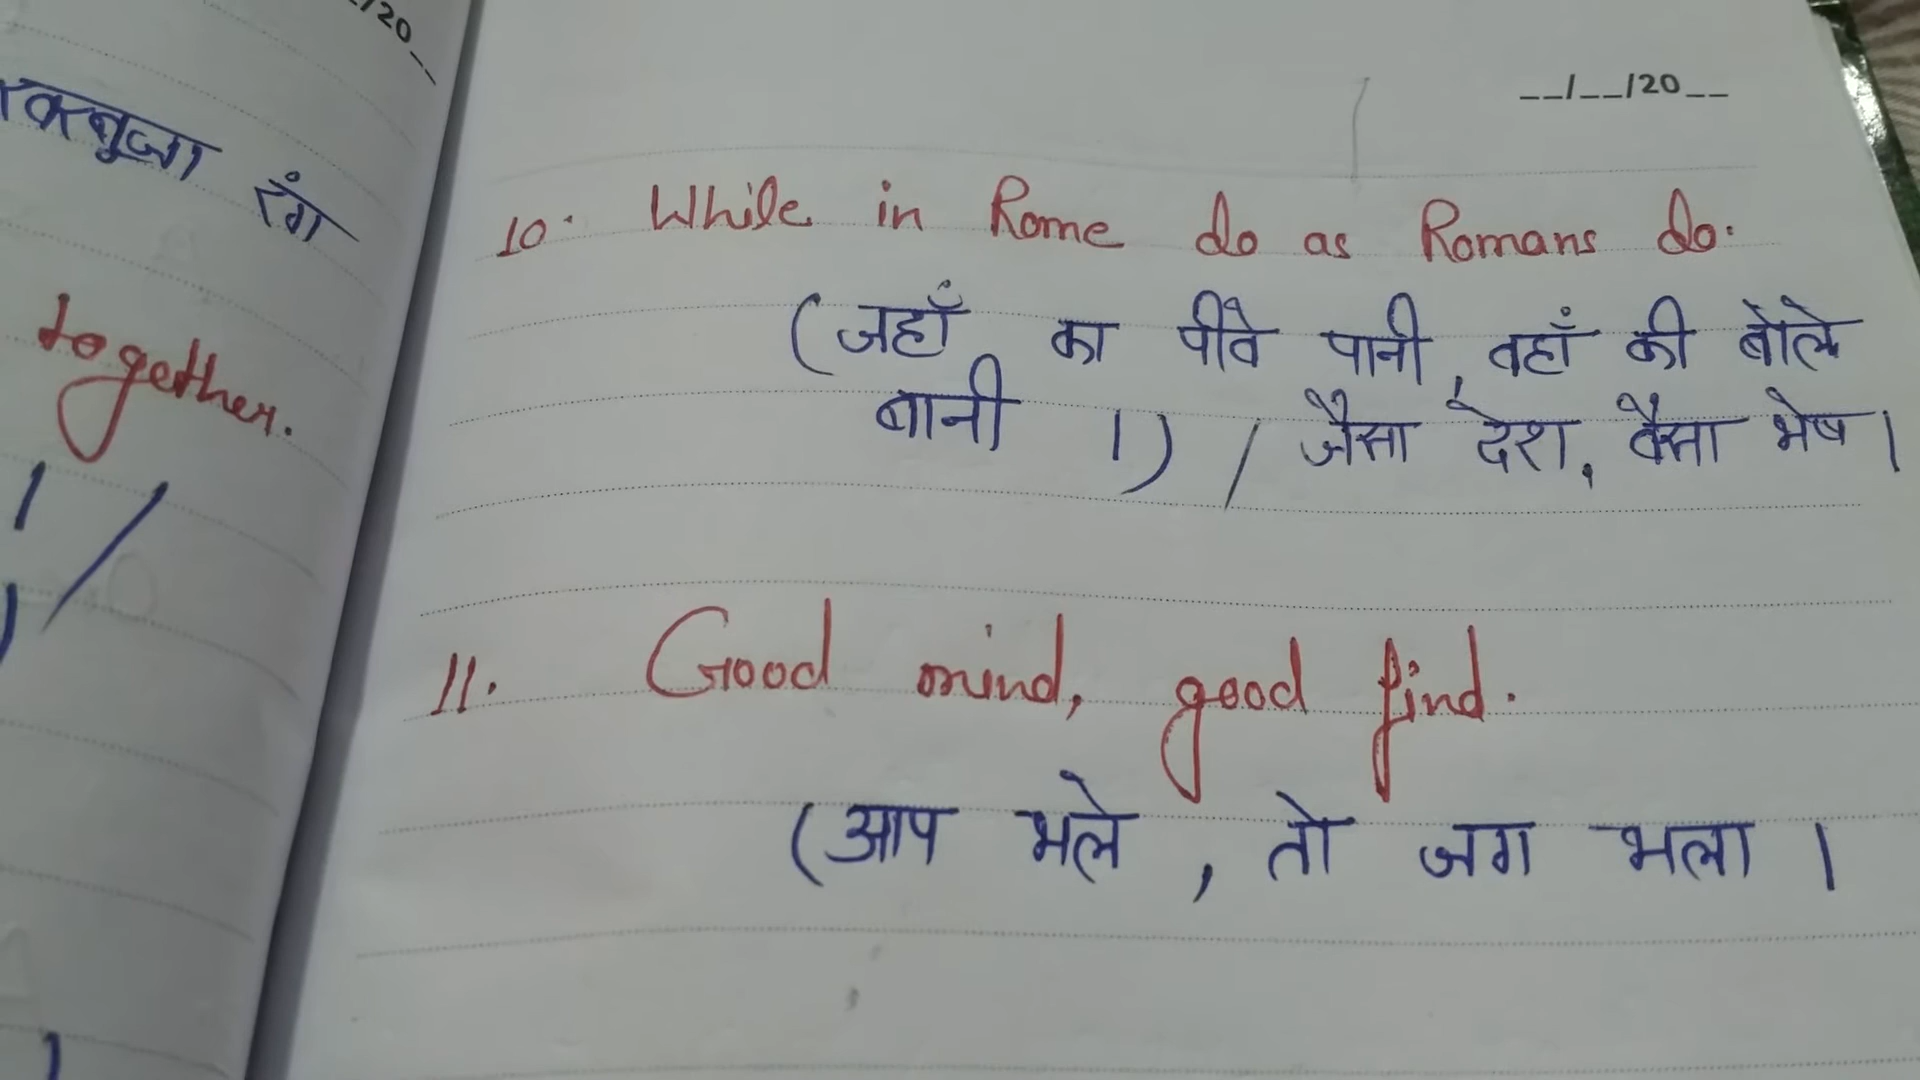 /20__
रंग
together.
|/
__/__/20__
10. While in Rome do as Romans do.
(जहाँ का पीवे पानी, वहाँ की बोले
बानी ।) / जैसा देश, वैसा भेष ।
11. Good mind, good find.
(आप भले, तो जग भला ।